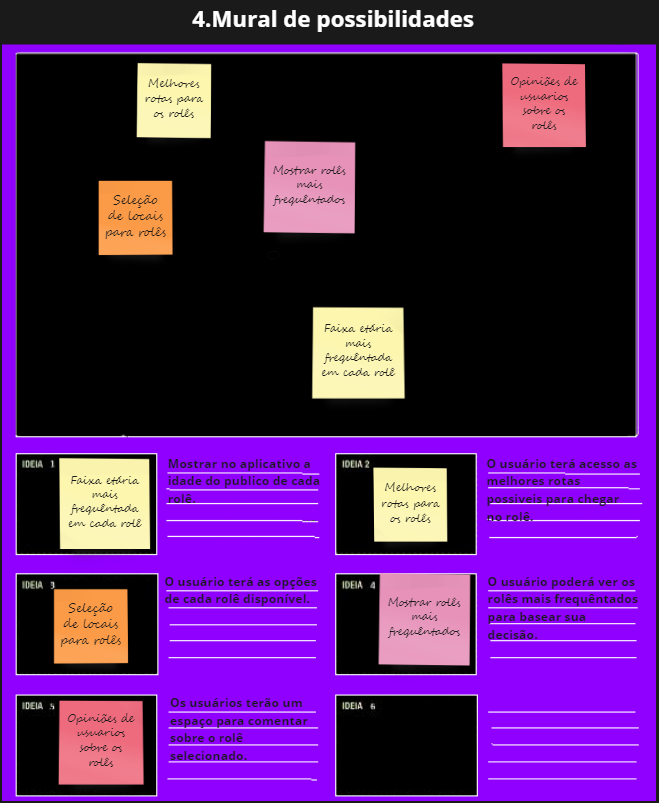 4.Mural de possibilidades
Melhores
rotas para
os rolês
Opiniões de
usuários
sobre os
rolês
Mostrar rolês
mais
frequêntados
Seleção
de locais
para rolês
Faixa etária
mais
frequêntada
em cada rolê
IDEIA 1
Faixa etária
mais
frequêntada
em cada rolê
Mostrar no aplicativo a
idade do publico de cada
rolê.
IDEIA 2
Melhores
rotas para
os rolês
O usuário terá acesso as
melhores rotas
possiveis para chegar
no rolê.
IDEIA 3
Seleção
de locais
para rolês
O usuário terá as opções
de cada rolê disponível.
IDEIA 4
Mostrar rolês
mais
frequêntados
O usuário poderá ver os
rolês mais frequêntados
para basear sua
decisão.
IDEIA 5
Opiniões de
usuários
sobre os
rolês
Os usuários terão um
espaço para comentar
sobre o rolê
selecionado.
IDEIA 6